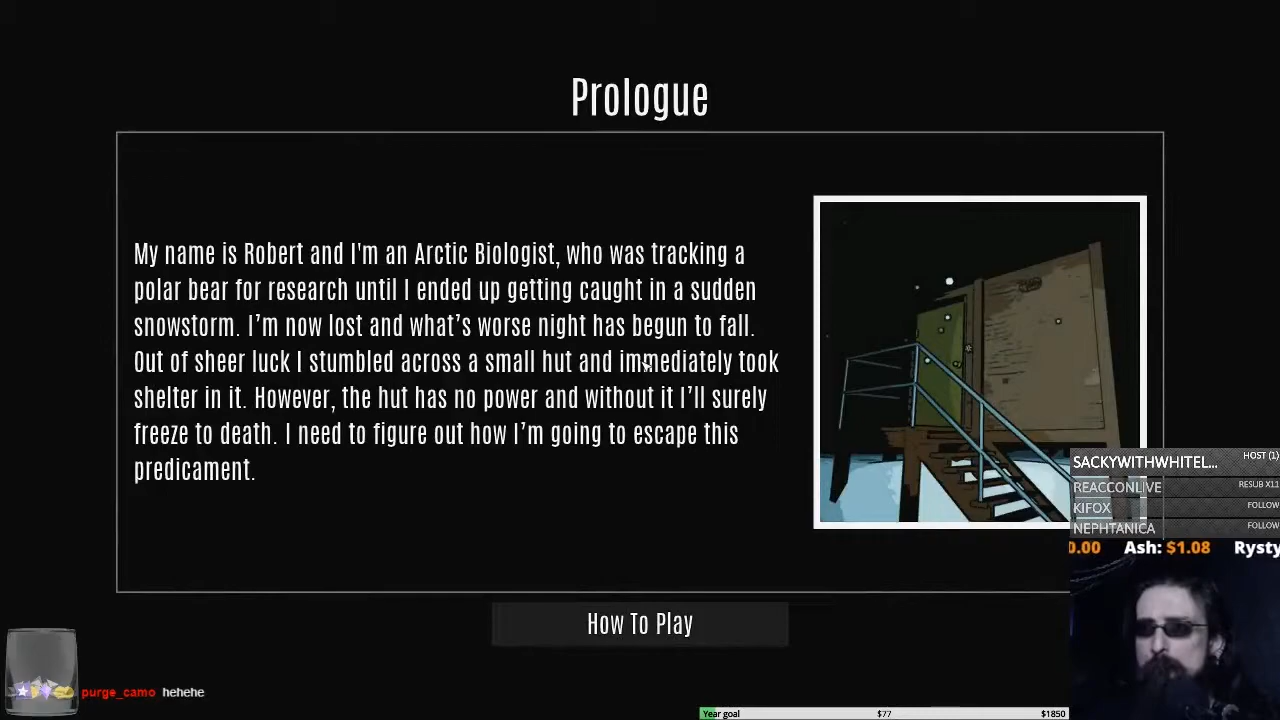 Prologue
My name is Robert and I'm an Arctic Biologist, who was tracking a
polar bear for research until I ended up getting caught in a sudden
snowstorm. I’m now lost and what’s worse night has begun to fall.
Out of sheer luck I stumbled across a small hut and immediately took
shelter in it. However, the hut has no power and without it I’ll surely
freeze to death. I need to figure out how I’m going to escape this
predicament.
How To Play
SACKYWITHWHITEL... HOST (1)
REACCONLIVE RESUB X11
KIFOX FOLLOW
NEPHTANICA FOLLOW
0.00 Ash: $1.08 Rysty
purge_camo hehehe
Year goal $77 $1850